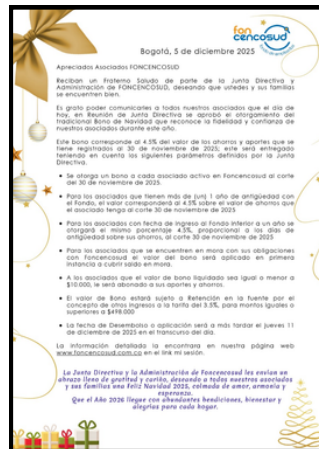 fon
cencosud
Bogotá, 5 de diciembre 2025
Apreciados Asociados FONCENCOSUD
Reciban un Fraterno Saludo de parte de la Junta Directiva y
Administración de FONCENCOSUD, deseando que ustedes y sus familias
se encuentren bien.
Es grato poder comunicarles a todos nuestros asociados que el día de
hoy, en Reunión de Junta Directiva se aprobó el otorgamiento del
tradicional Bono de Navidad que reconoce la fidelidad y confianza de
nuestros asociados durante este año.
Este bono corresponde al 4.5% del valor de los ahorros y aportes que se
tiene registrados al 30 de noviembre de 2025; este será entregado
teniendo en cuenta los siguientes parámetros definidos por la Junta
Directiva.
• Se otorga un bono a cada asociado activo en Foncencosud al corte
del 30 de noviembre de 2025.
• Para los asociados que tienen más de (un) 1 año de antigüedad con
el Fondo, el valor corresponderá al 4.5% sobre el valor de ahorros que
el asociado tenga al corte 30 de noviembre de 2025
• Para los asociados con fecha de ingreso al Fondo inferior a un año se
otorgará el mismo porcentaje 4.5%, proporcional a los días de
antigüedad sobre sus ahorros, al corte 30 de noviembre de 2025
• Para los asociados que se encuentren en mora con sus obligaciones
con Foncencosud el valor del bono será aplicado en primera
instancia a cubrir saldo en mora.
• A los asociados que el valor de bono liquidado sea igual o menor a
$10.000, le será abonado a sus aportes y ahorros.
• El valor de Bono estará sujeto a Retención en la fuente por el
concepto de otros ingresos a la tarifa del 3.5%, para montos iguales o
superiores a $498.000
• La fecha de Desembolso o aplicación será a más tardar el jueves 11
de diciembre de 2025 en el transcurso del día.
La información detallada la encontrará en nuestra página web
www.foncencosud.com.co en el link mi sesión.
La Junta Directiva y la Administración de Foncencosud les envían un
abrazo lleno de gratitud y cariño, deseando a todos nuestros asociados
y sus familias una feliz Navidad 2025, colmada de amor, armonía y
esperanza.
Que el Año 2026 llegue con abundantes bendiciones, bienestar y
alegrías para cada hogar.